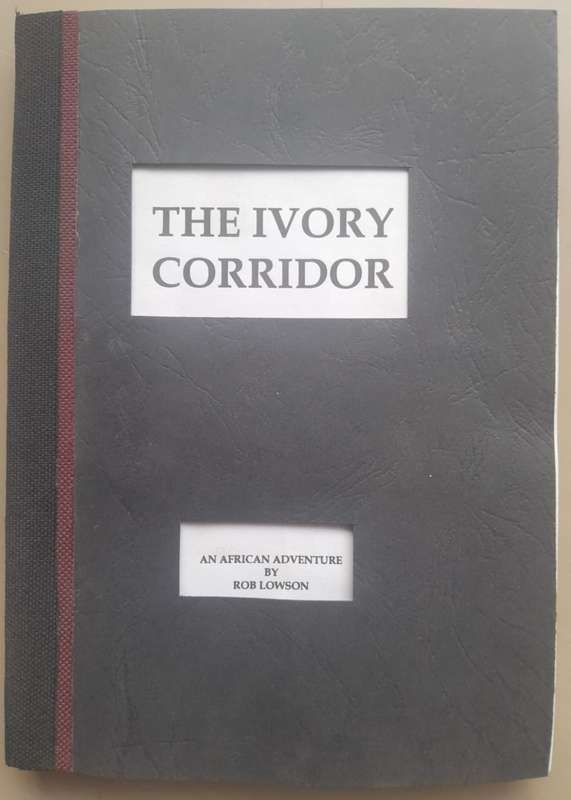 THE IVORY
CORRIDOR
AN AFRICAN ADVENTURE
BY
ROB LOWSON